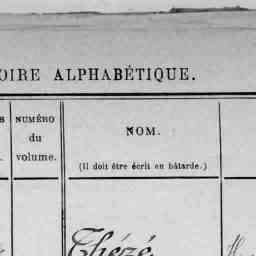 OIRE ALPHABÉTIQUE.
NUMÉRO
du
volume.
NOM.
(Il doit être écrit en bâtarde.)
Thézé